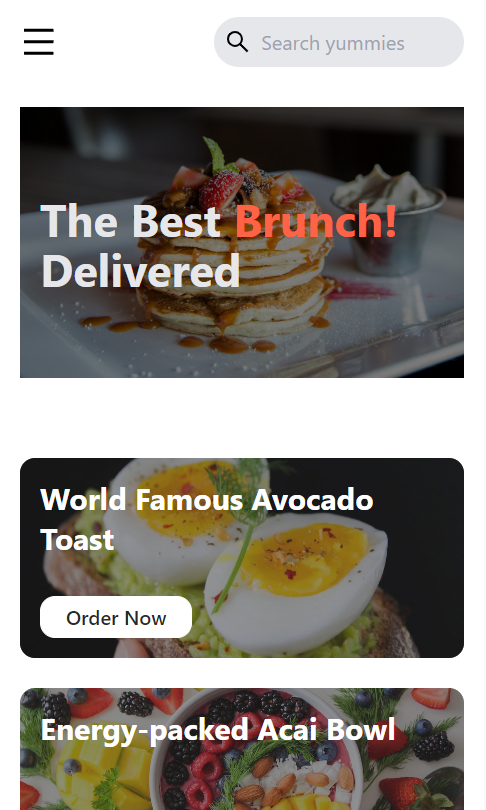 Search yummies
The Best Brunch!
Delivered
World Famous Avocado
Toast
Order Now
Energy-packed Acai Bowl